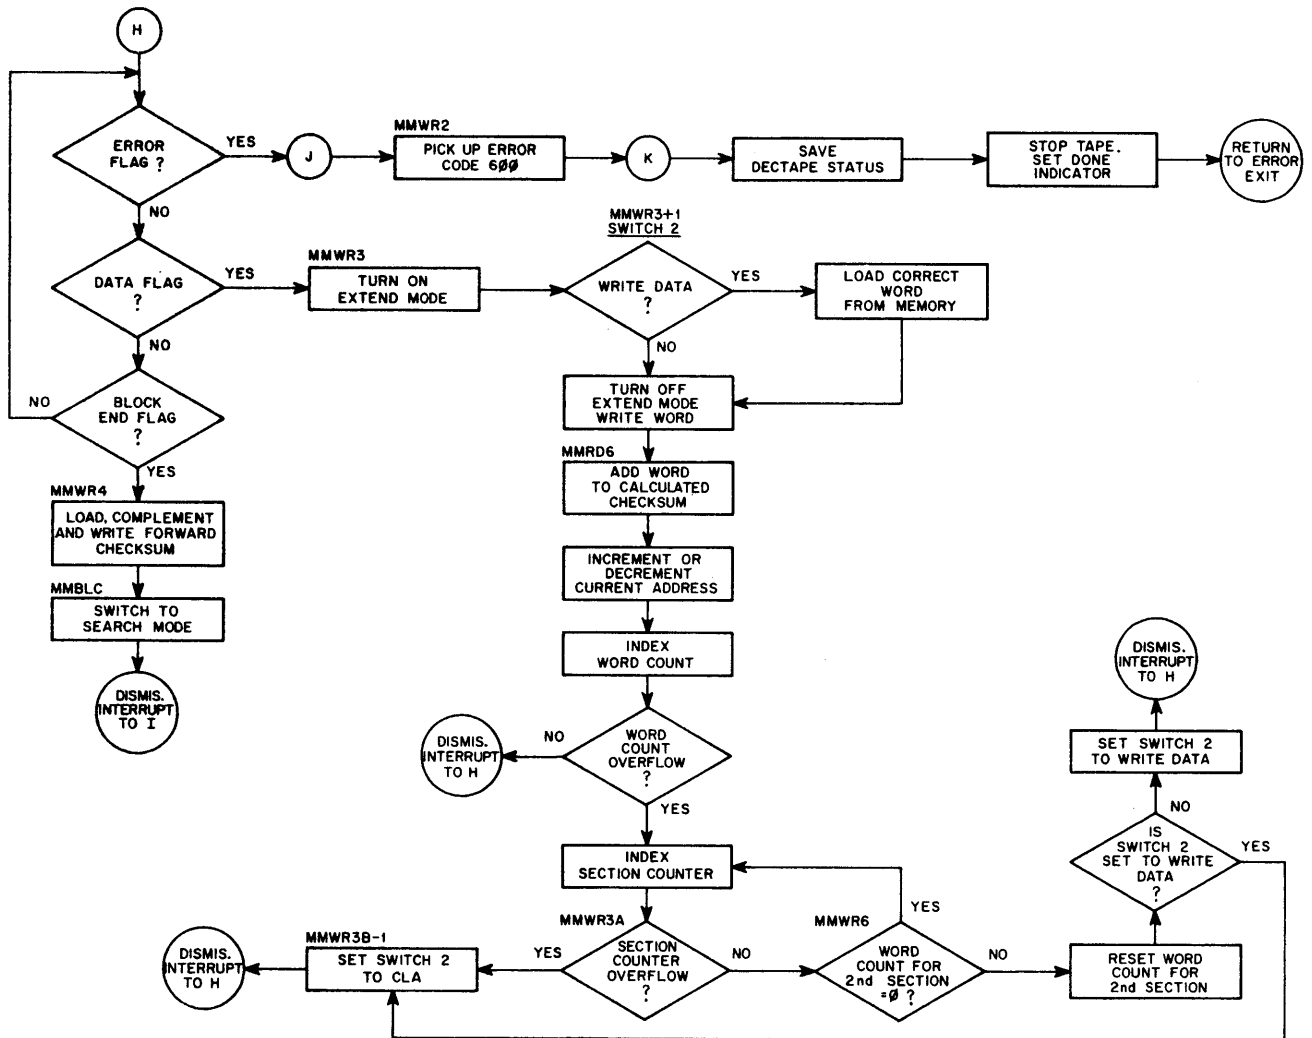 H
ERROR
FLAG ?
YES
J
MMWR2
PICK UP ERROR
CODE 6ØØ
K
SAVE
DECTAPE STATUS
STOP TAPE.
SET DONE
INDICATOR
RETURN
TO ERROR
EXIT
NO
DATA FLAG
?
YES
MMWR3
TURN ON
EXTEND MODE
MMWR3+1
SWITCH 2
WRITE DATA
?
YES
LOAD CORRECT
WORD
FROM MEMORY
NO
NO
BLOCK
END FLAG
?
NO
YES
MMWR4
LOAD, COMPLEMENT
AND WRITE FORWARD
CHECKSUM
MMBLC
SWITCH TO
SEARCH MODE
DISMIS.
INTERRUPT
TO I
TURN OFF
EXTEND MODE
WRITE WORD
MMRD6
ADD WORD
TO CALCULATED
CHECKSUM
INCREMENT OR
DECREMENT
CURRENT ADDRESS
INDEX
WORD COUNT
WORD
COUNT
OVERFLOW
?
NO
DISMIS.
INTERRUPT
TO H
YES
INDEX
SECTION COUNTER
MMWR3A
SECTION
COUNTER
OVERFLOW
?
YES
MMWR3B-1
SET SWITCH 2
TO CLA
DISMIS.
INTERRUPT
TO H
NO
MMWR6
WORD
COUNT FOR
2nd SECTION
=Ø ?
YES
NO
RESET WORD
COUNT FOR
2nd SECTION
IS
SWITCH 2
SET TO WRITE
DATA
?
YES
NO
SET SWITCH 2
TO WRITE DATA
DISMIS.
INTERRUPT
TO H